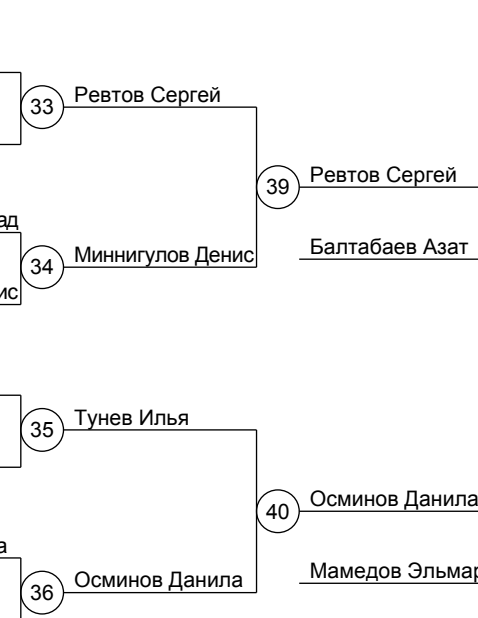 33
Ревтов Сергей
39
Ревтов Сергей
Балтабаев Азат
34
Миннигулов Денис
35
Тунев Илья
40
Осминов Данила
36
Осминов Данила